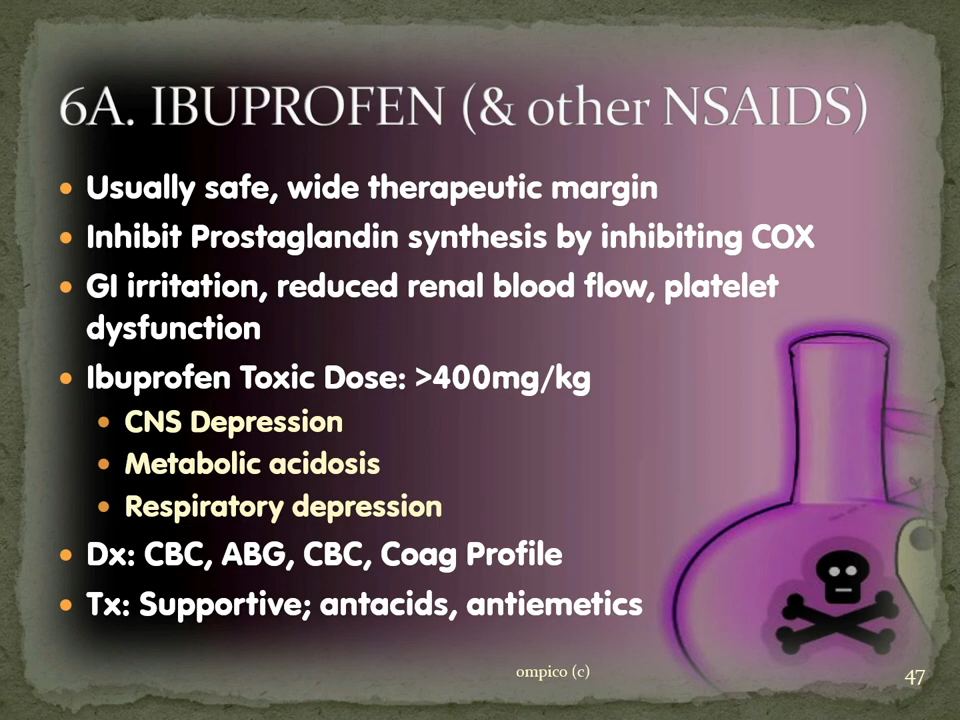 6A. IBUPROFEN (& other NSAIDS)
• Usually safe, wide therapeutic margin
• Inhibit Prostaglandin synthesis by inhibiting COX
• GI irritation, reduced renal blood flow, platelet
dysfunction
• Ibuprofen Toxic Dose: >400mg/kg
• CNS Depression
• Metabolic acidosis
• Respiratory depression
• Dx: CBC, ABG, CBC, Coag Profile
• Tx: Supportive; antacids, antiemetics
ompico (c)
47